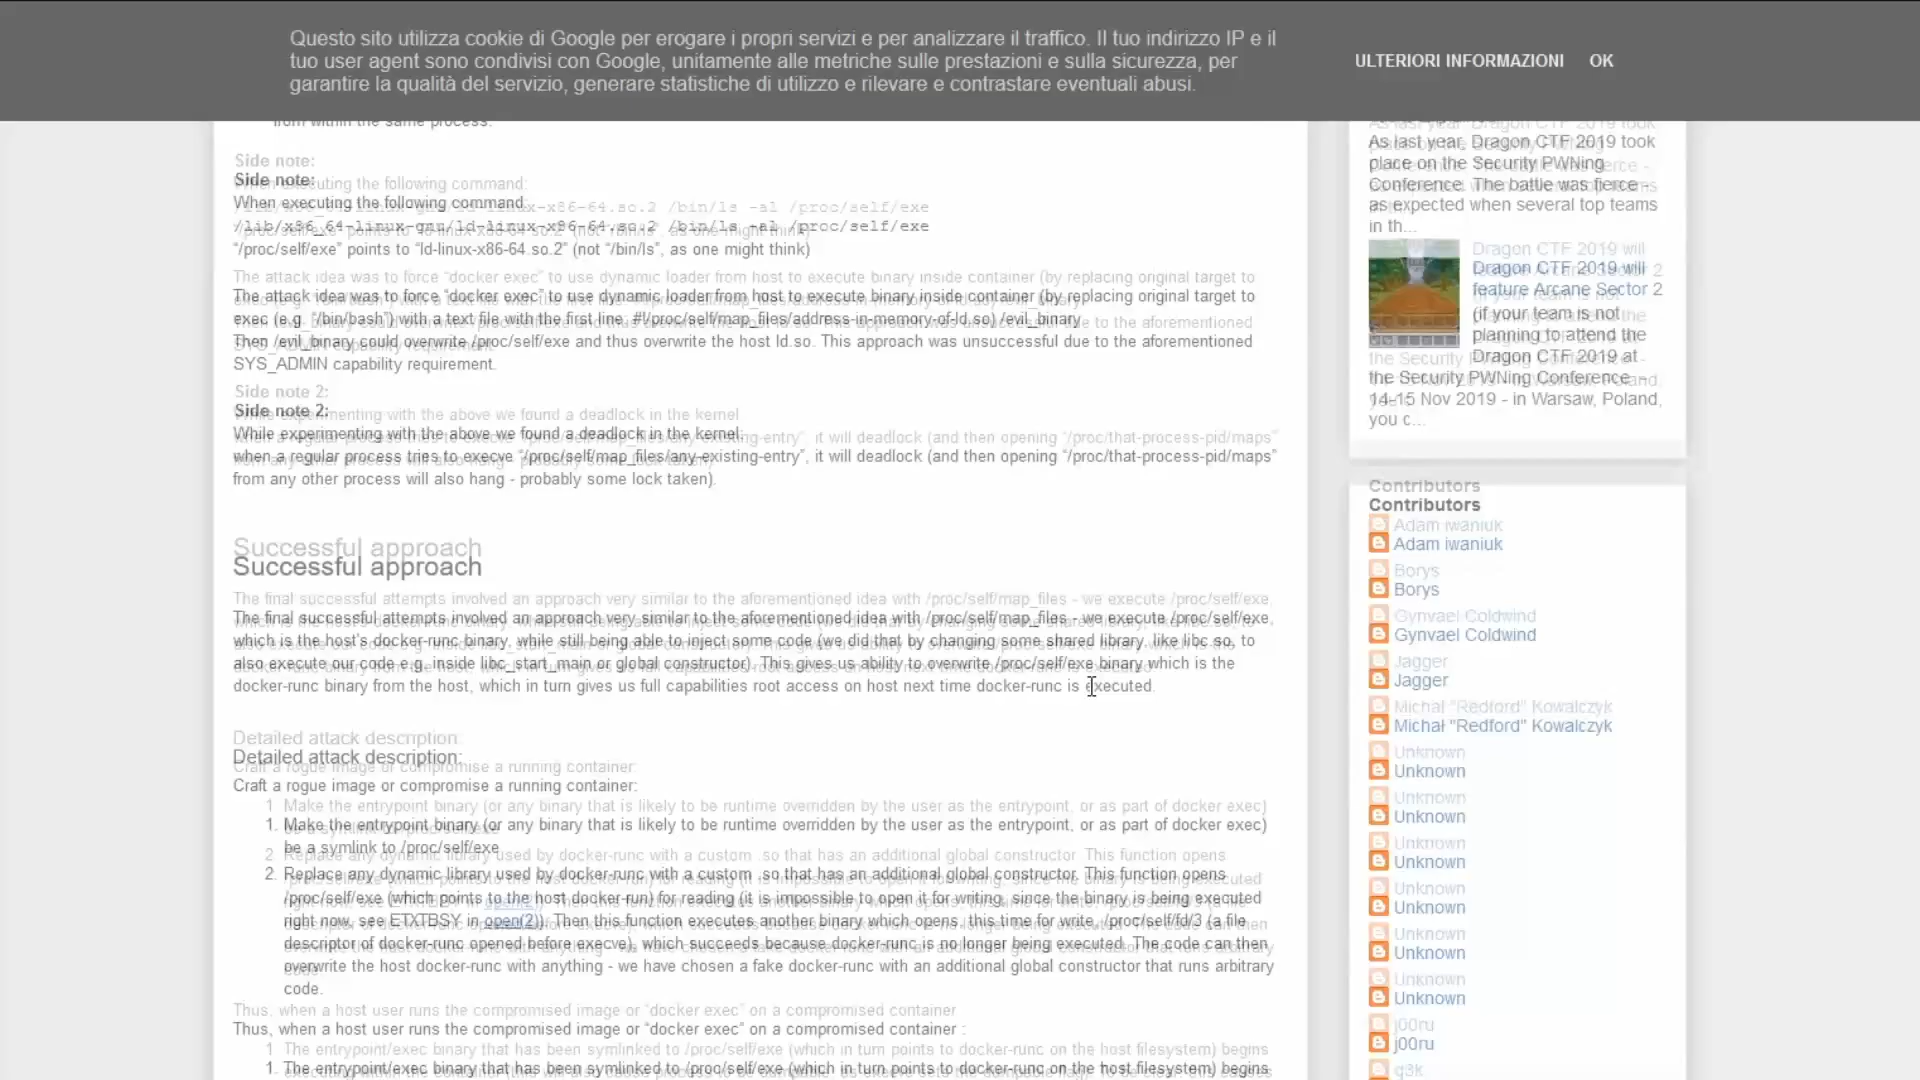 Questo sito utilizza cookie di Google per erogare i propri servizi e per analizzare il traffico. Il tuo indirizzo IP e il
tuo user agent sono condivisi con Google, unitamente alle metriche sulle prestazioni e sulla sicurezza, per
garantire la qualità del servizio, generare statistiche di utilizzo e rilevare e contrastare eventuali abusi.
ULTERIORI INFORMAZIONI OK
from within the same process.
Side note:
When executing the following command:
/lib/x86_64-linux-gnu/ld-linux-x86-64.so.2 /bin/ls -al /proc/self/exe
“/proc/self/exe” points to “ld-linux-x86-64.so.2” (not “/bin/ls”, as one might think)
The attack idea was to force “docker exec” to use dynamic loader from host to execute binary inside container (by replacing original target to
exec (e.g. “/bin/bash”) with a text file with the first line: #!/proc/self/map_files/address-in-memory-of-ld.so) /evil_binary
Then /evil_binary could overwrite /proc/self/exe and thus overwrite the host ld.so. This approach was unsuccessful due to the aforementioned
SYS_ADMIN capability requirement.
Side note 2:
While experimenting with the above we found a deadlock in the kernel:
when a regular process tries to execve “/proc/self/map_files/any-existing-entry”, it will deadlock (and then opening “/proc/that-process-pid/maps”
from any other process will also hang - probably some lock taken).
Successful approach
The final successful attempts involved an approach very similar to the aforementioned idea with /proc/self/map_files - we execute /proc/self/exe,
which is the host's docker-runc binary, while still being able to inject some code (we did that by changing some shared library, like libc.so, to
also execute our code e.g. inside libc_start_main or global constructor). This gives us ability to overwrite /proc/self/exe binary which is the
docker-runc binary from the host, which in turn gives us full capabilities root access on host next time docker-runc is executed.
Detailed attack description:
Craft a rogue image or compromise a running container:
1. Make the entrypoint binary (or any binary that is likely to be runtime overridden by the user as the entrypoint, or as part of docker exec)
be a symlink to /proc/self/exe
2. Replace any dynamic library used by docker-runc with a custom .so that has an additional global constructor. This function opens
/proc/self/exe (which points to the host docker-run) for reading (it is impossible to open it for writing, since the binary is being executed
right now, see ETXTBSY in open(2)). Then this function executes another binary which opens, this time for write, /proc/self/fd/3 (a file
descriptor of docker-runc opened before execve), which succeeds because docker-runc is no longer being executed. The code can then
overwrite the host docker-runc with anything - we have chosen a fake docker-runc with an additional global constructor that runs arbitrary
code.
Thus, when a host user runs the compromised image or “docker exec” on a compromised container :
1. The entrypoint/exec binary that has been symlinked to /proc/self/exe (which in turn points to docker-runc on the host filesystem) begins
As last year, Dragon CTF 2019 took
place on the Security PWNing
Conference. The battle was fierce -
as expected when several top teams
in th...
Dragon CTF 2019 will
feature Arcane Sector 2
(if your team is not
planning to attend the
Dragon CTF 2019 at
the Security PWNing Conference –
14-15 Nov 2019 - in Warsaw, Poland,
you c...
Contributors
Adam Iwaniuk
Borys
Gynvael Coldwind
Jagger
Michał "Redford" Kowalczyk
Unknown
Unknown
Unknown
Unknown
Unknown
Unknown
j00ru
q3k